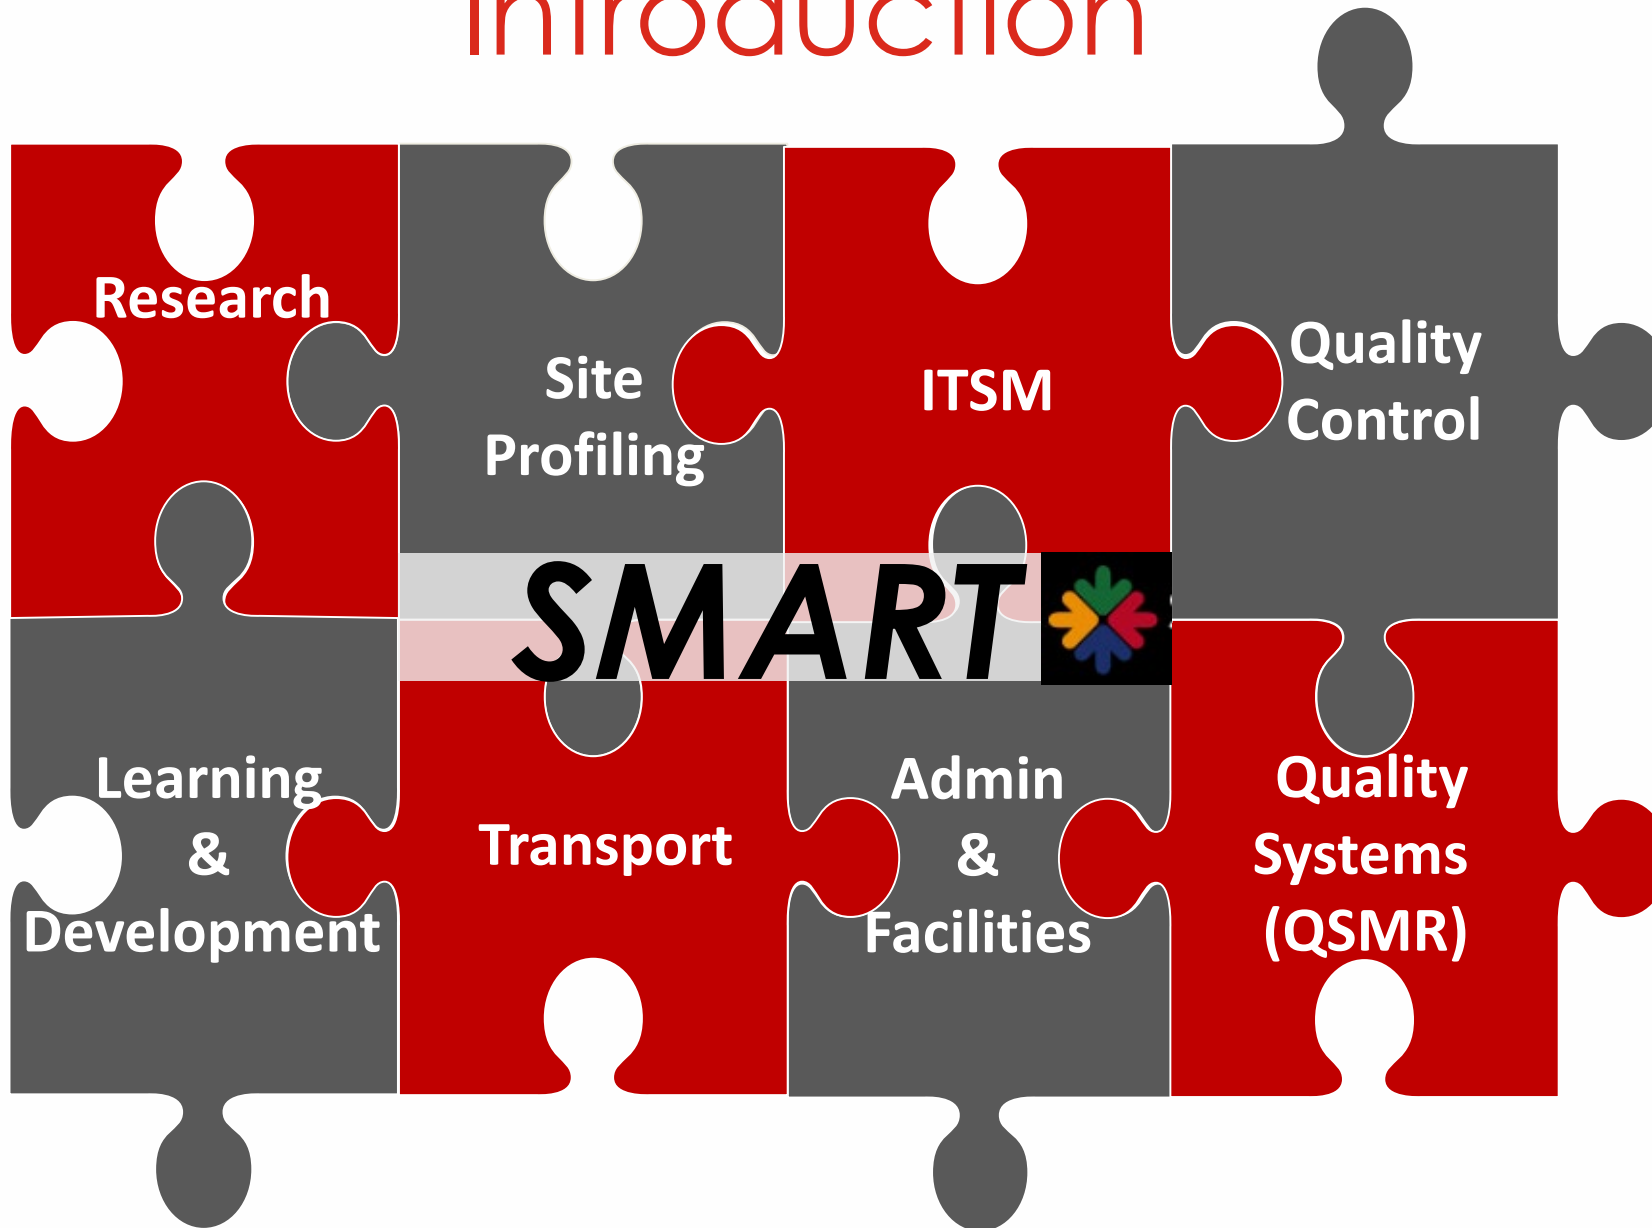 Introduction
Research
Site
Profiling
ITSM
Quality
Control
SMART
Learning
&
Development
Transport
Admin
&
Facilities
Quality
Systems
(QSMR)